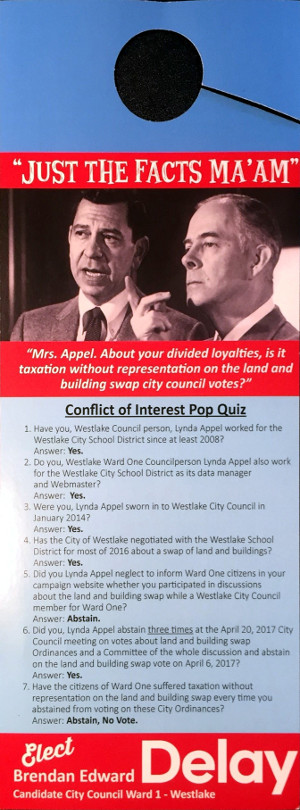 "JUST THE FACTS MA'AM"
"Mrs. Appel. About your divided loyalties, is it
taxation without representation on the land and
building swap city council votes?"
Conflict of Interest Pop Quiz
1. Have you, Westlake Council person, Lynda Appel worked for the
Westlake City School District since at least 2008?
Answer: Yes.
2. Do you, Westlake Ward One Councilperson Lynda Appel also work
for the Westlake City School District as its data manager
and Webmaster?
Answer: Yes.
3. Were you, Lynda Appel sworn in to Westlake City Council in
January 2014?
Answer: Yes.
4. Has the City of Westlake negotiated with the Westlake School
District for most of 2016 about a swap of land and buildings?
Answer: Yes.
5. Did you Lynda Appel neglect to inform Ward One citizens in your
campaign website whether you participated in discussions
about the land and building swap while a Westlake City Council
member for Ward One?
Answer: Abstain.
6. Did you, Lynda Appel abstain three times at the April 20, 2017 City
Council meeting on votes about land and building swap
Ordinances and a Committee of the whole discussion and abstain
on the land and building swap vote on April 6, 2017?
Answer: Yes.
7. Have the citizens of Ward One suffered taxation without
representation on the land and building swap every time you
abstained from voting on these City Ordinances?
Answer: Abstain, No Vote.
Elect
Brendan Edward Delay
Candidate City Council Ward 1 - Westlake